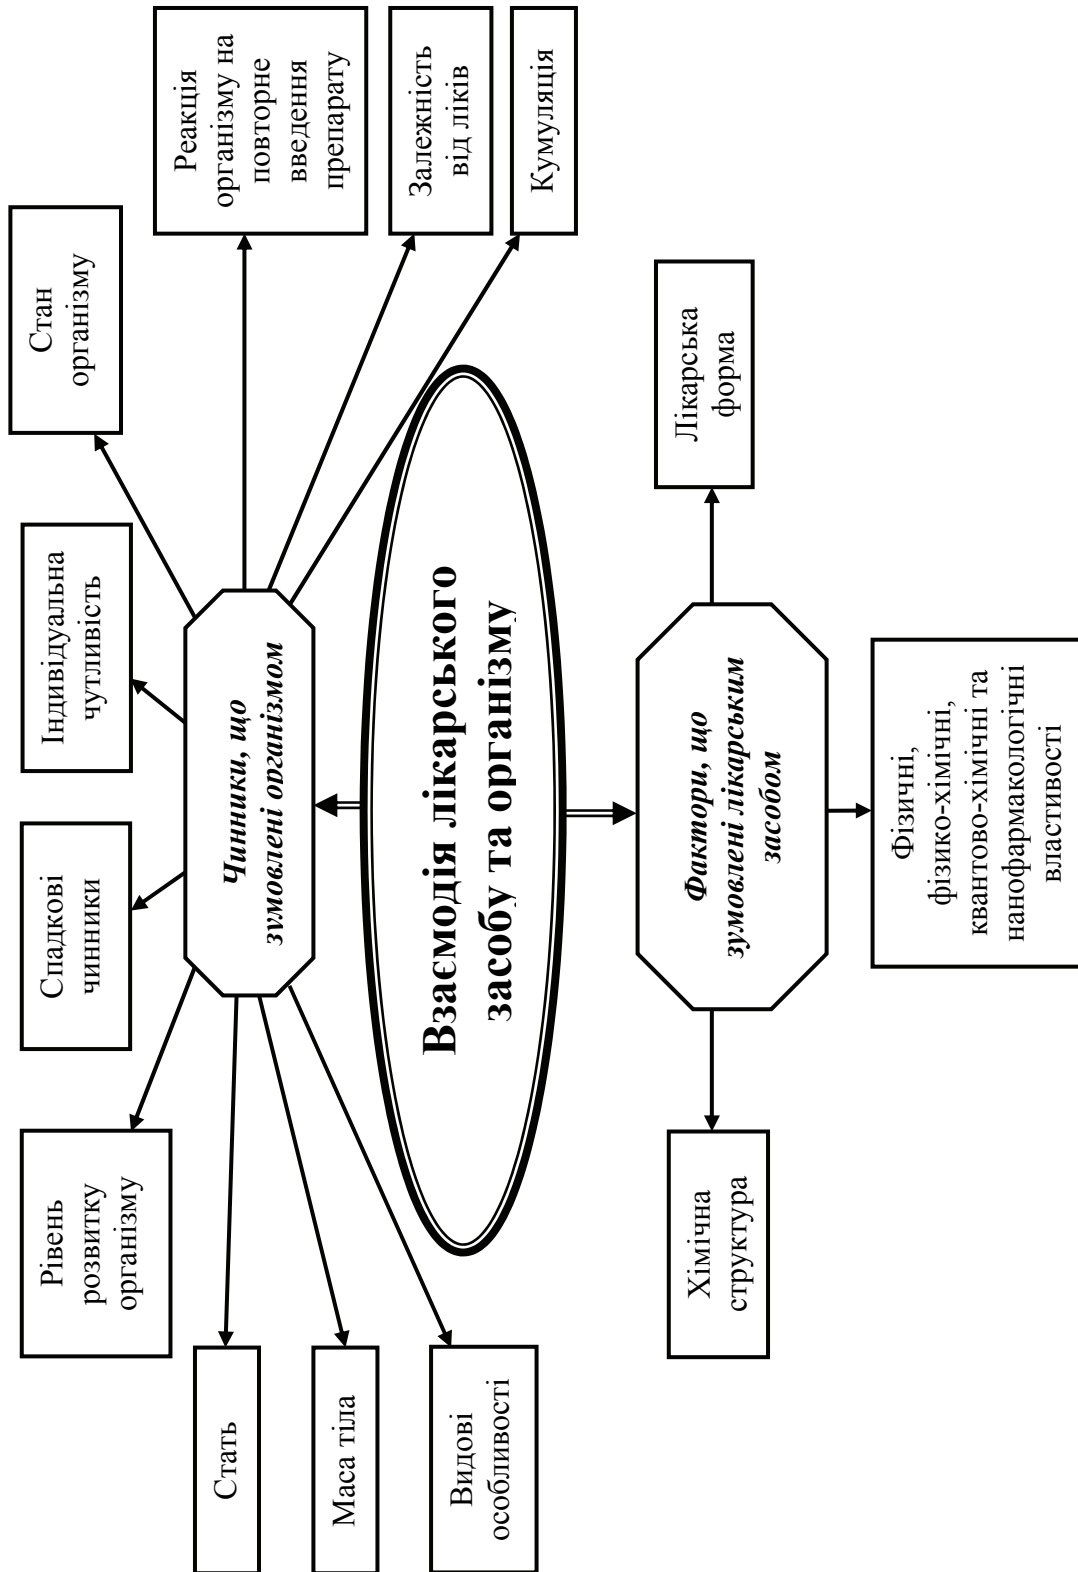 Стан
організму
Індивідуальна
чутливість
Спадкові
чинники
Рівень
розвитку
організму
Реакція
організму на
повторне
введення
препарату
Стать
Чинники, що
зумовлені організмом
Маса тіла
Залежність
від ліків
Видові
особливості
Кумуляція
Взаємодія лікарського
засобу та організму
Хімічна
структура
Фактори, що
зумовлені лікарським
засобом
Лікарська
форма
Фізичні,
фізико-хімічні,
квантово-хімічні та
нанофармакологічні
властивості